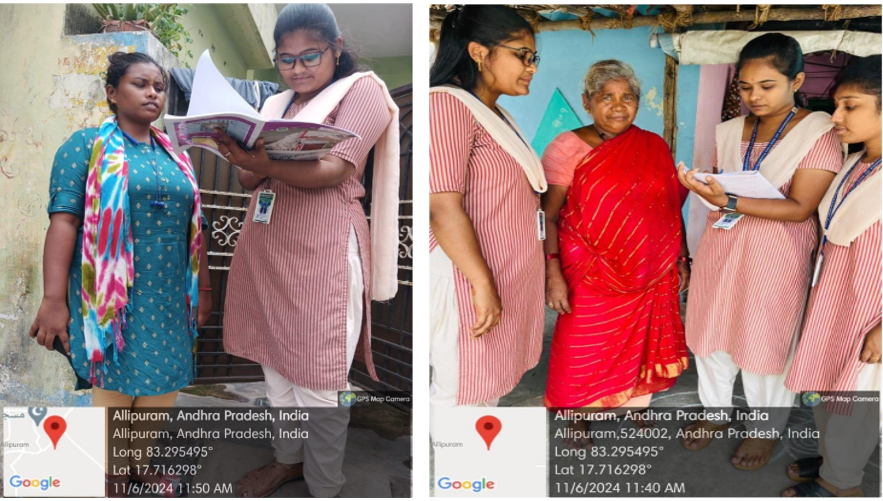 GPS Map Camera
Allipuram
Google
Allipuram, Andhra Pradesh, India
Allipuram, Andhra Pradesh, India
Long 83.295495°
Lat 17.716298°
11/6/2024 11:50 AM
GPS Map Camera
Allipuram
Google
Allipuram, Andhra Pradesh, India
Allipuram,524002, Andhra Pradesh, India
Long 83.295495°
Lat 17.716298°
11/6/2024 11:40 AM